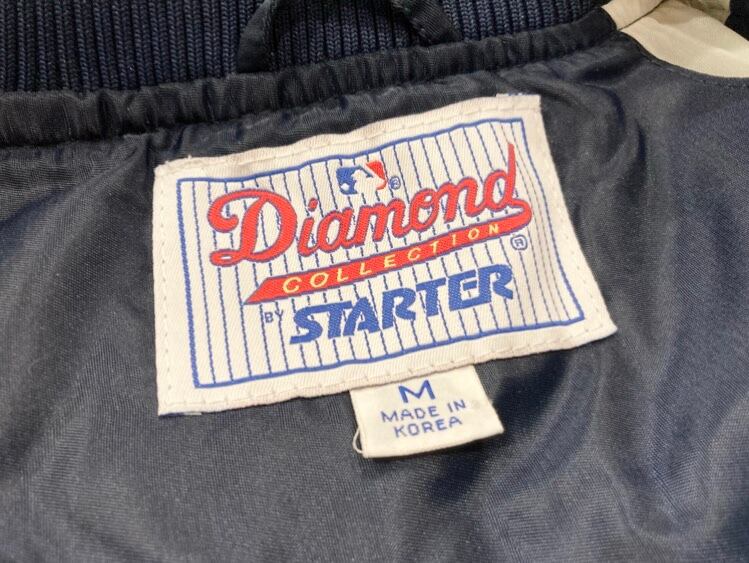 ®
Diamond
COLLECTION ®
BY STARTER
M
MADE IN
KOREA